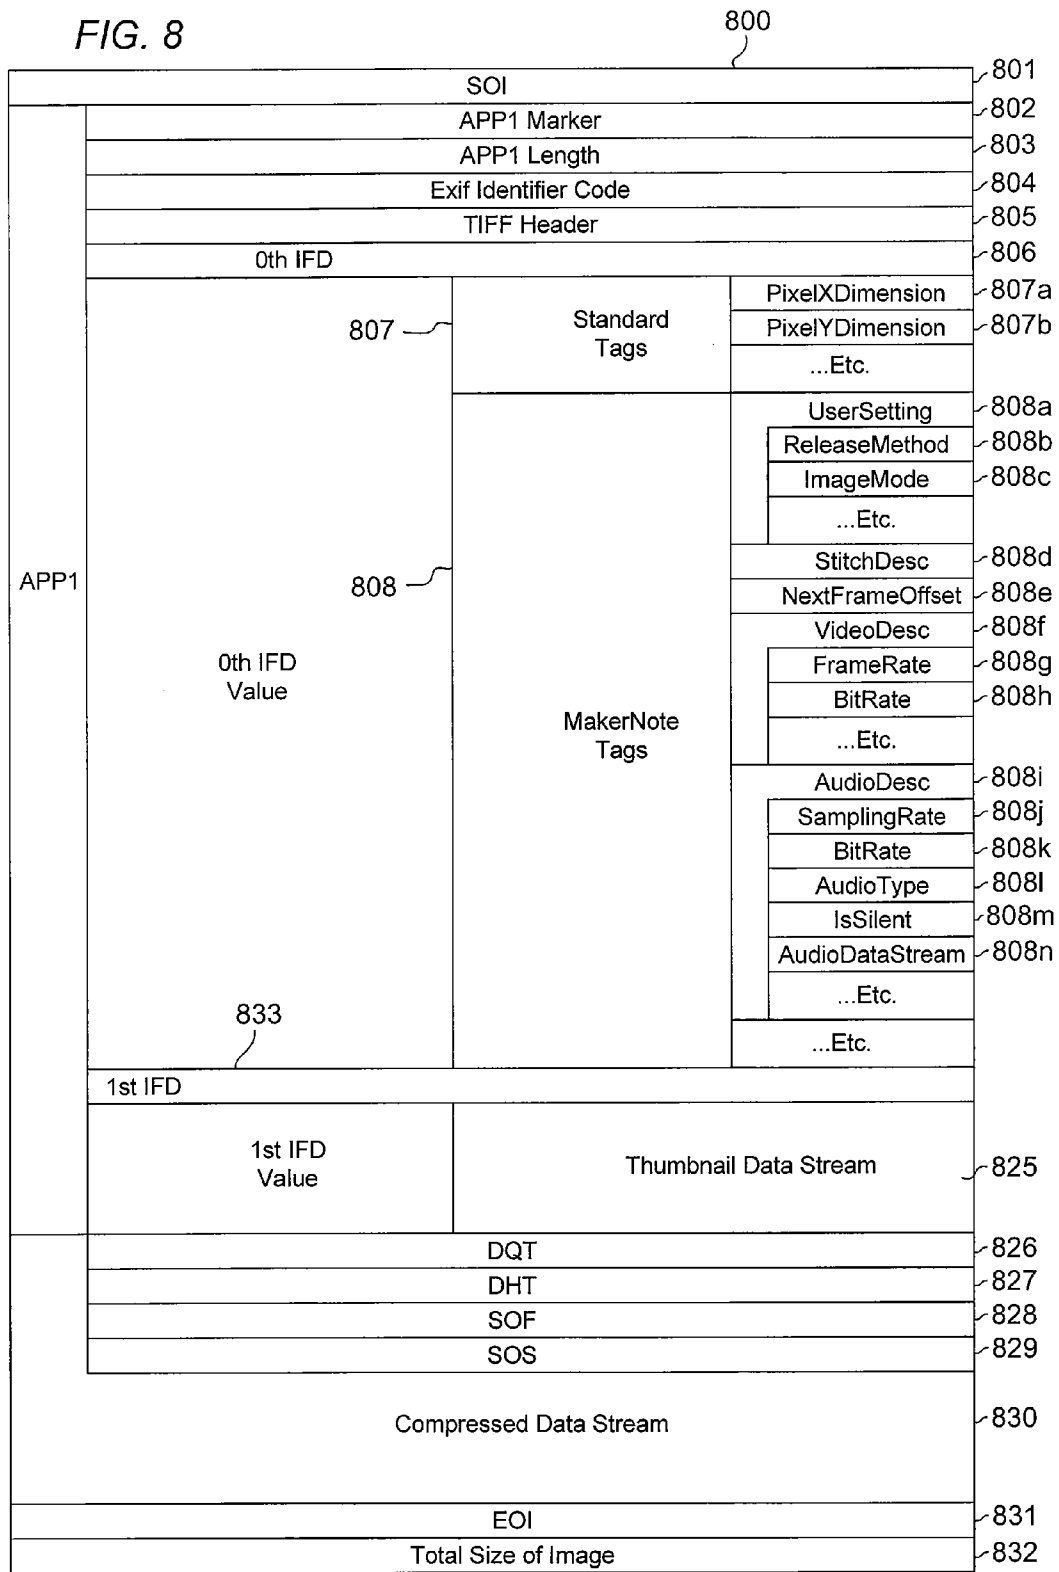 FIG. 8
800
SOI 801
APP1 Marker 802
APP1 Length 803
Exif Identifier Code 804
TIFF Header 805
0th IFD 806
PixelXDimension 807a
807
Standard
Tags
PixelYDimension 807b
...Etc.
UserSetting 808a
ReleaseMethod 808b
ImageMode 808c
...Etc.
APP1
808
StitchDesc 808d
NextFrameOffset 808e
VideoDesc 808f
0th IFD
Value
FrameRate 808g
BitRate 808h
MakerNote
Tags
...Etc.
AudioDesc 808i
SamplingRate 808j
BitRate 808k
AudioType 808l
IsSilent 808m
AudioDataStream 808n
...Etc.
833
...Etc.
1st IFD
1st IFD
Value
Thumbnail Data Stream 825
DQT 826
DHT 827
SOF 828
SOS 829
Compressed Data Stream 830
EOI 831
Total Size of Image 832